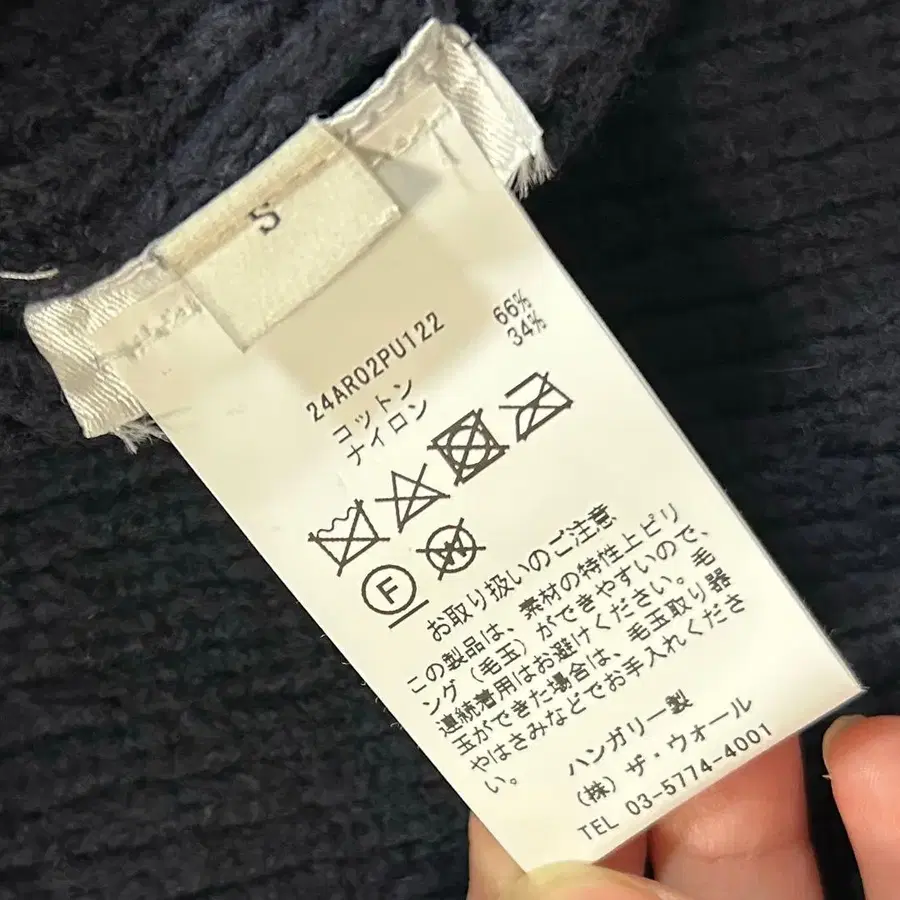 S
24AR02PU122
コットン 66%
ナイロン 34%
F
W
お取り扱いのご注意
この製品は、素材の特性上ピリ
ング（毛玉）ができやすいので、
連続着用はお避けください。毛
玉ができた場合は、毛玉取り器
やはさみなどでお手入れくださ
い。
ハンガリー製
（株）ザ・ウォール
TEL 03-5774-4001